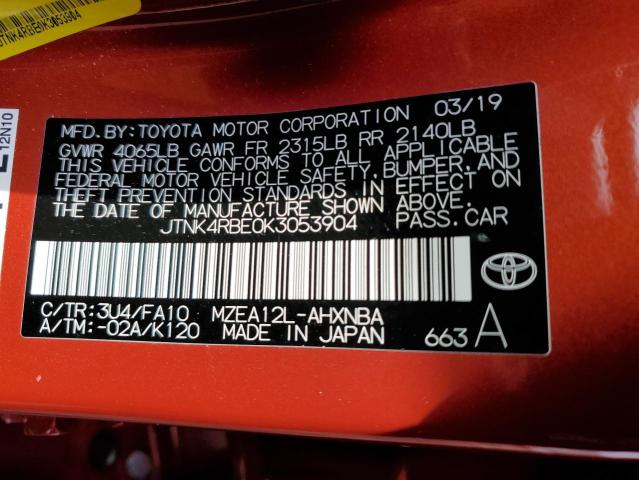 JTNK4RBE0K3053904
12N10
MFD. BY: TOYOTA MOTOR CORPORATION 03/19
GVWR 4065LB GAWR FR 2315LB RR 2140LB
THIS VEHICLE CONFORMS TO ALL APPLICABLE
FEDERAL MOTOR VEHICLE SAFETY, BUMPER, AND
THEFT PREVENTION STANDARDS IN EFFECT ON
THE DATE OF MANUFACTURE SHOWN ABOVE.
JTNK4RBE0K3053904 PASS. CAR
C/TR: 3U4/FA10 MZEA12L-AHXNBA
A/TM: -02A/K120 MADE IN JAPAN
663 A